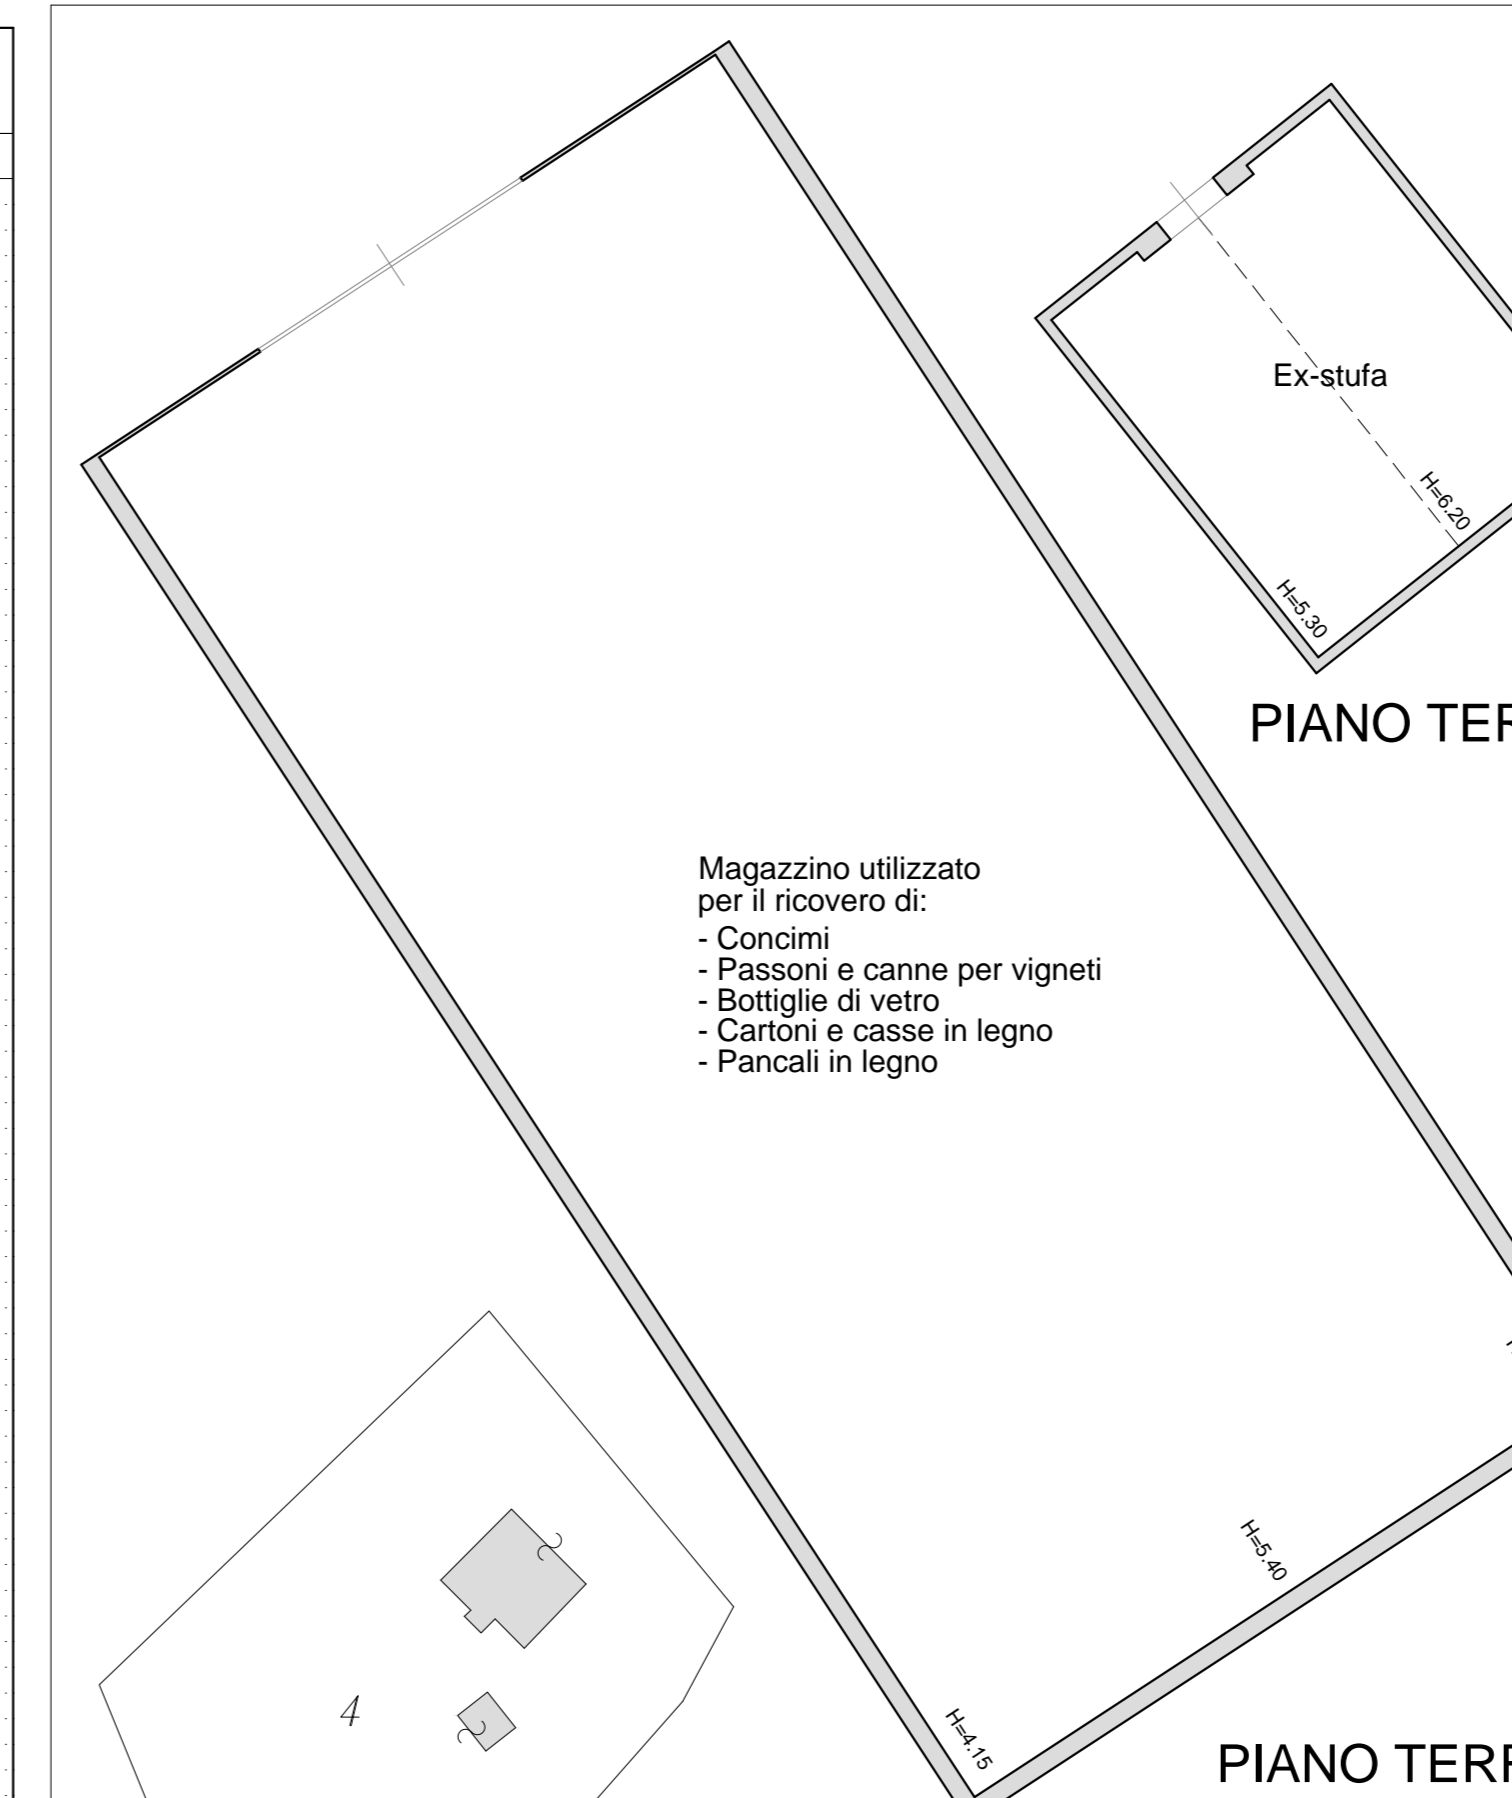 Ex-stufa
H=6.20
H=5.30
PIANO TER
Magazzino utilizzato
per il ricovero di:
- Concimi
- Passoni e canne per vigneti
- Bottiglie di vetro
- Cartoni e casse in legno
- Pancali in legno
H=5.40
4
H=4.15
PIANO TERR